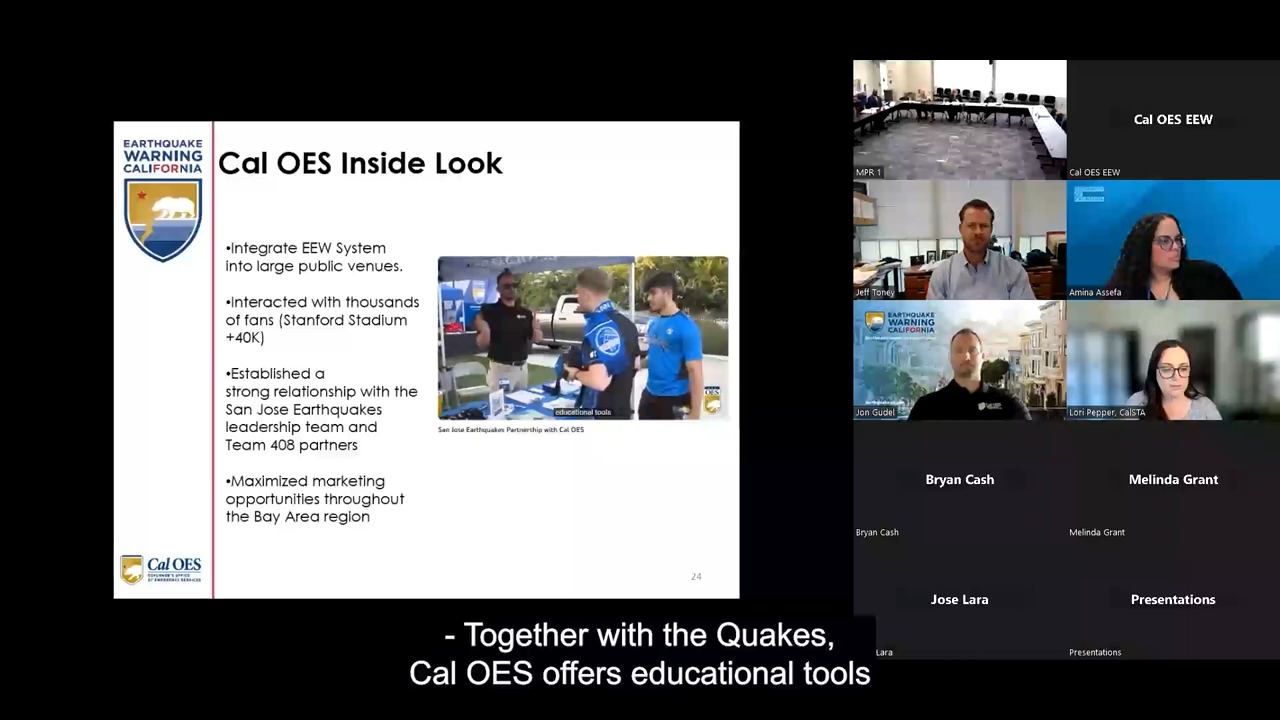 EARTHQUAKE
WARNING
CALIFORNIA
Cal OES Inside Look
•Integrate EEW System
into large public venues.
•Interacted with thousands
of fans (Stanford Stadium
+40K)
•Established a
strong relationship with the
San Jose Earthquakes
leadership team and
Team 408 partners
•Maximized marketing
opportunities throughout
the Bay Area region
educational tools
OES
San Jose Earthquakes Partnership with Cal OES
Cal OES
GOVERNOR'S OFFICE
OF EMERGENCY SERVICES
24
MPR 1
Cal OES EEW
Cal OES EEW
Jeff Toney
Amina Assefa
EARTHQUAKE
WARNING
CALIFORNIA
Jon Gudel
Lori Pepper, CalSTA
Bryan Cash
Bryan Cash
Melinda Grant
Melinda Grant
Jose Lara
Lara
Presentations
Presentations
- Together with the Quakes,
Cal OES offers educational tools